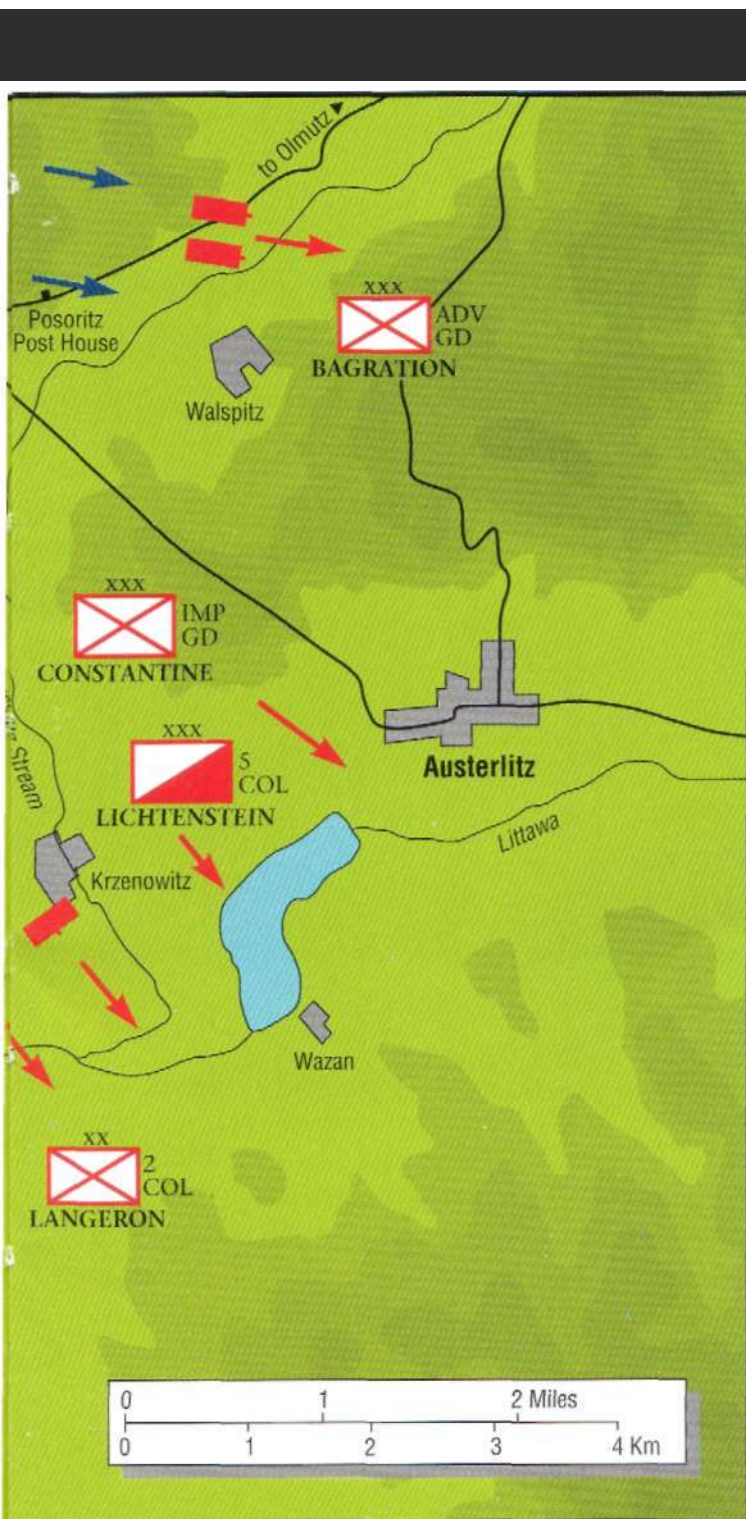 to Olmutz
Posoritz
Post House
XXX
ADV
GD
BAGRATION
Walspitz
XXX
IMP
GD
CONSTANTINE
XXX
5
COL
LICHTENSTEIN
Stream
Austerlitz
Littawa
Krzenowitz
Wazan
XX
2
COL
LANGERON
0 1 2 Miles
0 1 2 3 4 Km